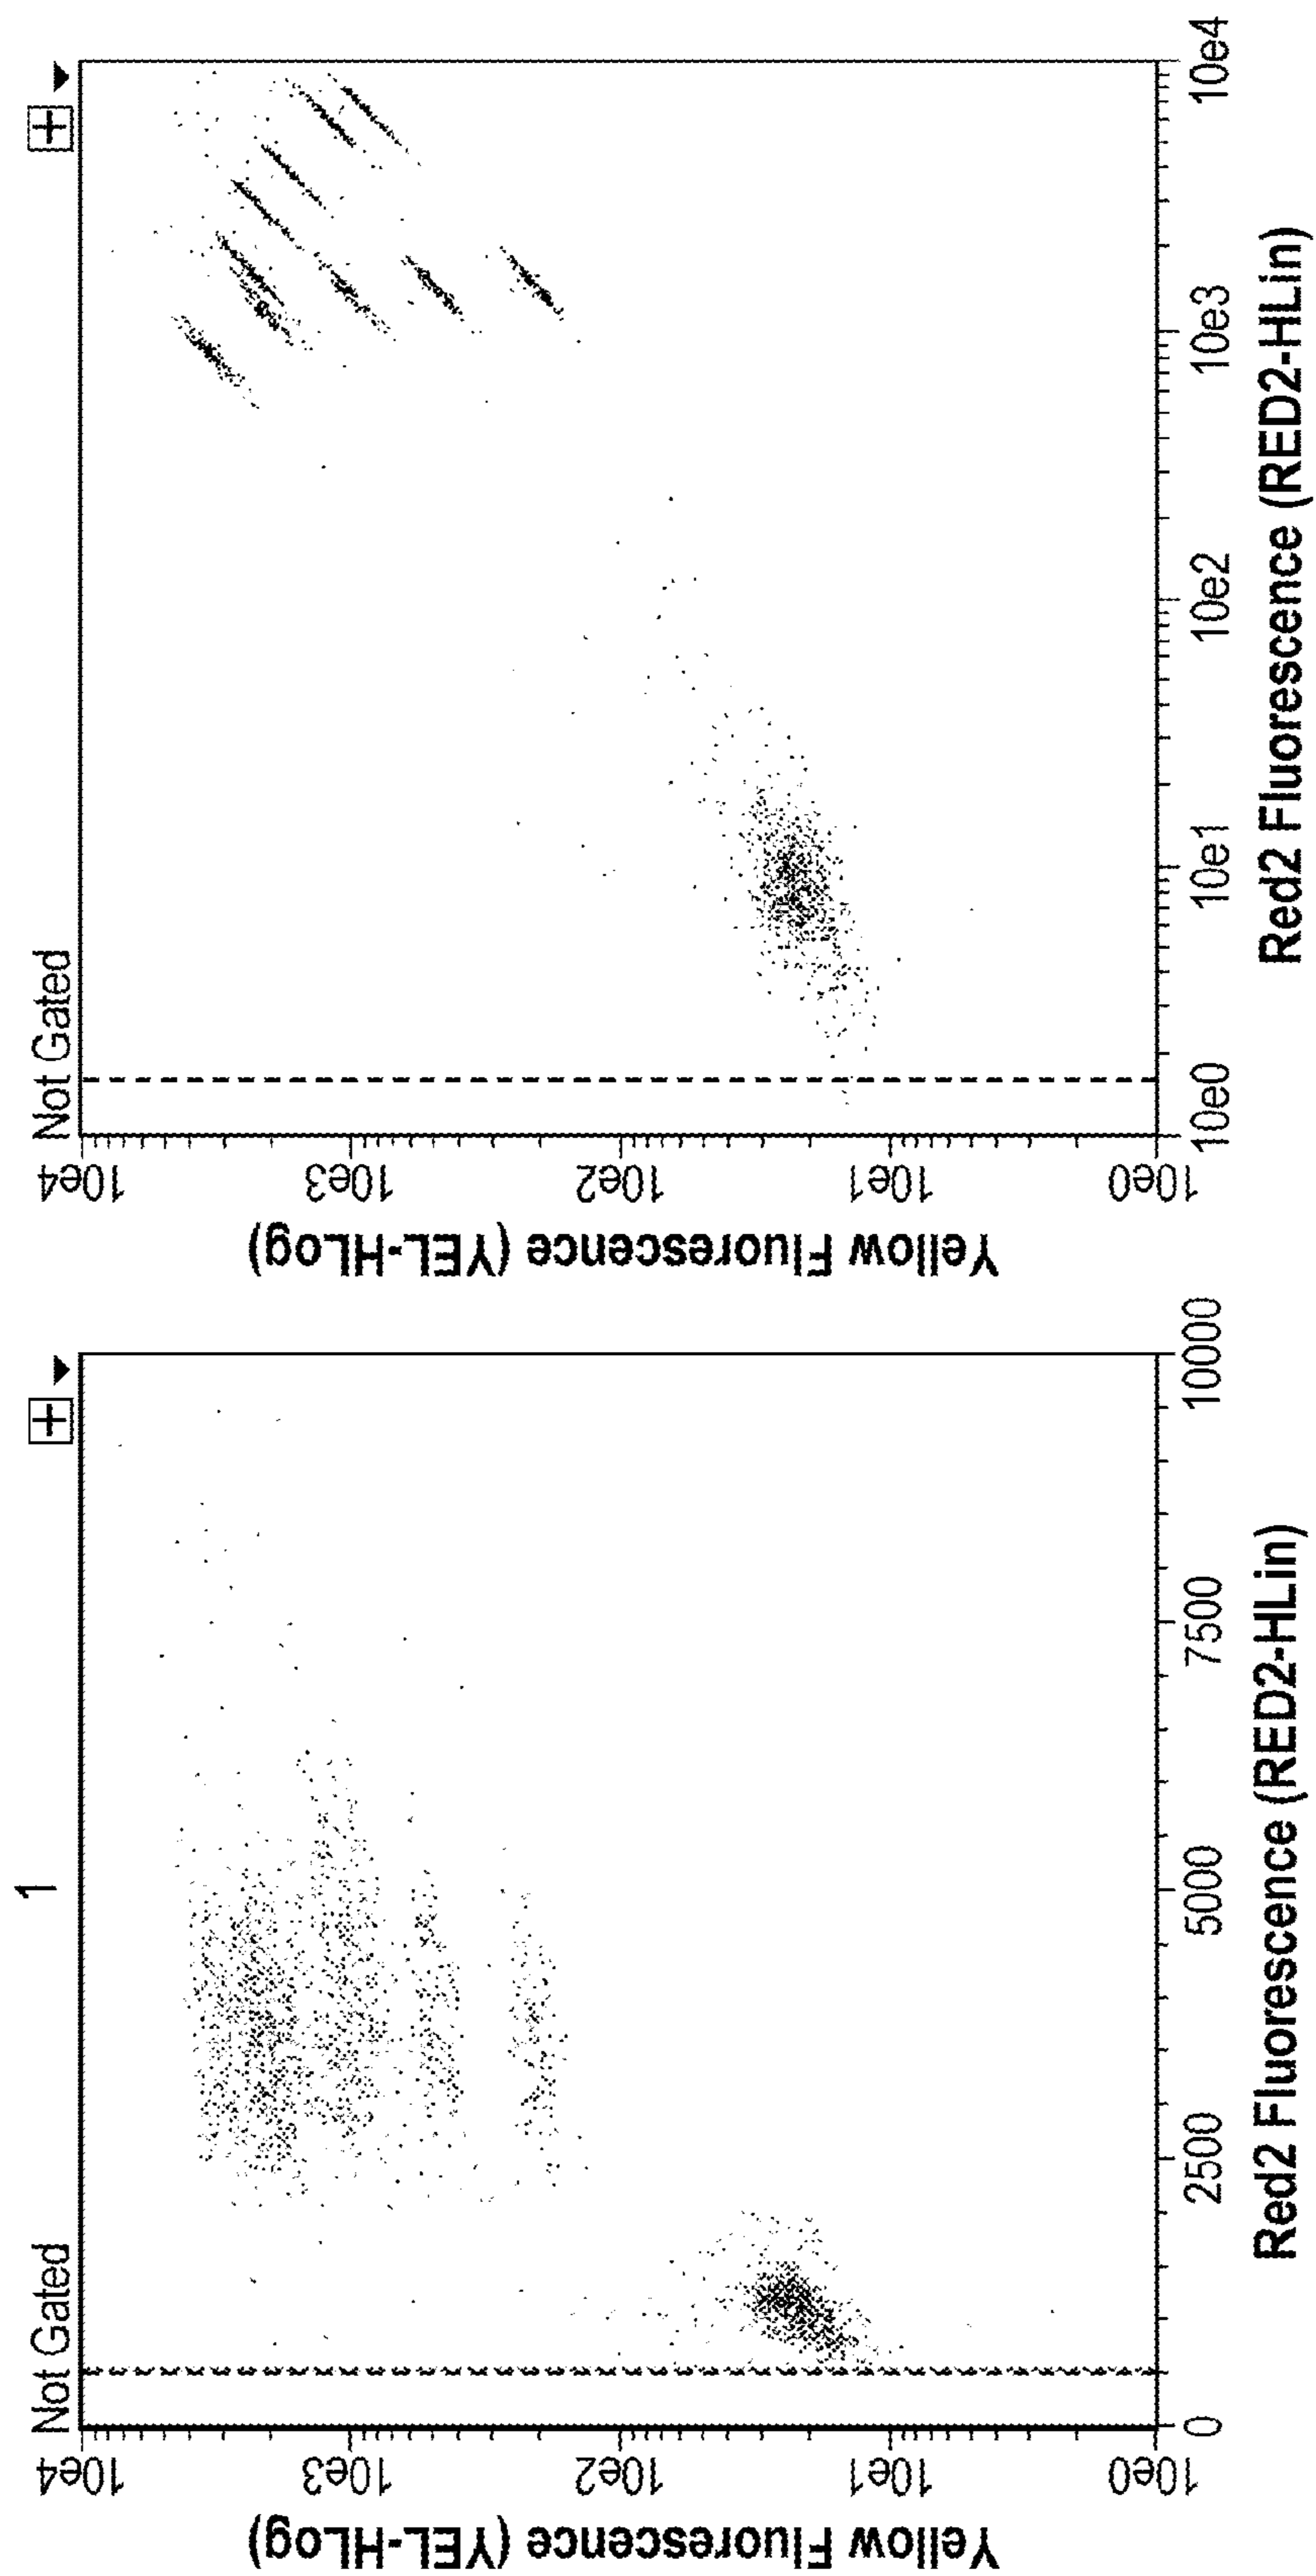 1
Not Gated
10e4
10e3
10e2
10e1
10e0
Yellow Fluorescence (YEL-HLog)
0
2500
5000
7500
10000
Red2 Fluorescence (RED2-HLin)
Not Gated
10e4
10e3
10e2
10e1
10e0
Yellow Fluorescence (YEL-HLog)
10e0
10e1
10e2
10e3
10e4
Red2 Fluorescence (RED2-HLin)